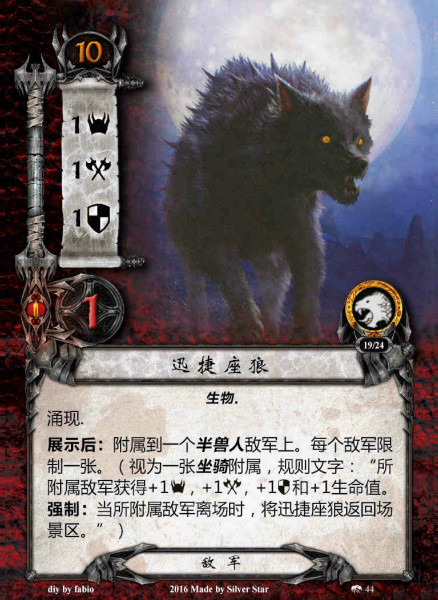 10
1
1
1
1
19/24
迅捷座狼
生物.
涌现.
展示后：附属到一个半兽人敌军上。每个敌军限
制一张。（视为一张坐骑附属，规则文字：“所
附属敌军获得+1，+1，+1和+1生命值。
强制：当所附属敌军离场时，将迅捷座狼返回场
景区。”）
敌军
diy by fabio
2016 Made by Silver Star
44